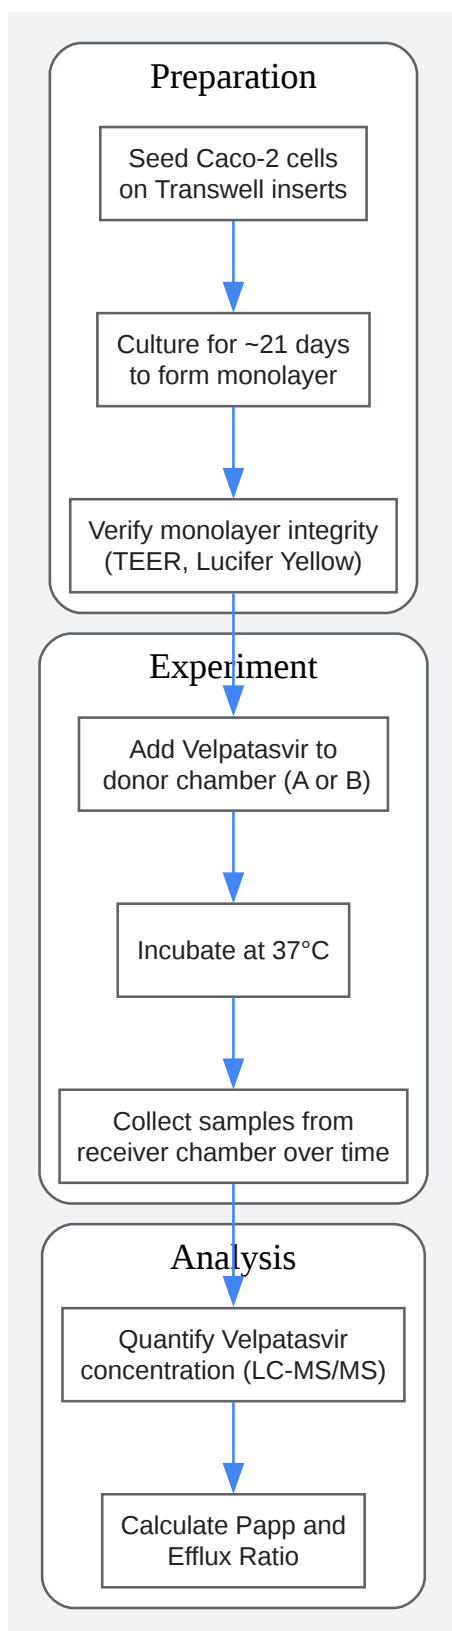 Preparation
Seed Caco-2 cells
on Transwell inserts
Culture for ~21 days
to form monolayer
Verify monolayer integrity
(TEER, Lucifer Yellow)
Experiment
Add Velpatasvir to
donor chamber (A or B)
Incubate at 37°C
Collect samples from
receiver chamber over time
Analysis
Quantify Velpatasvir
concentration (LC-MS/MS)
Calculate Papp and
Efflux Ratio